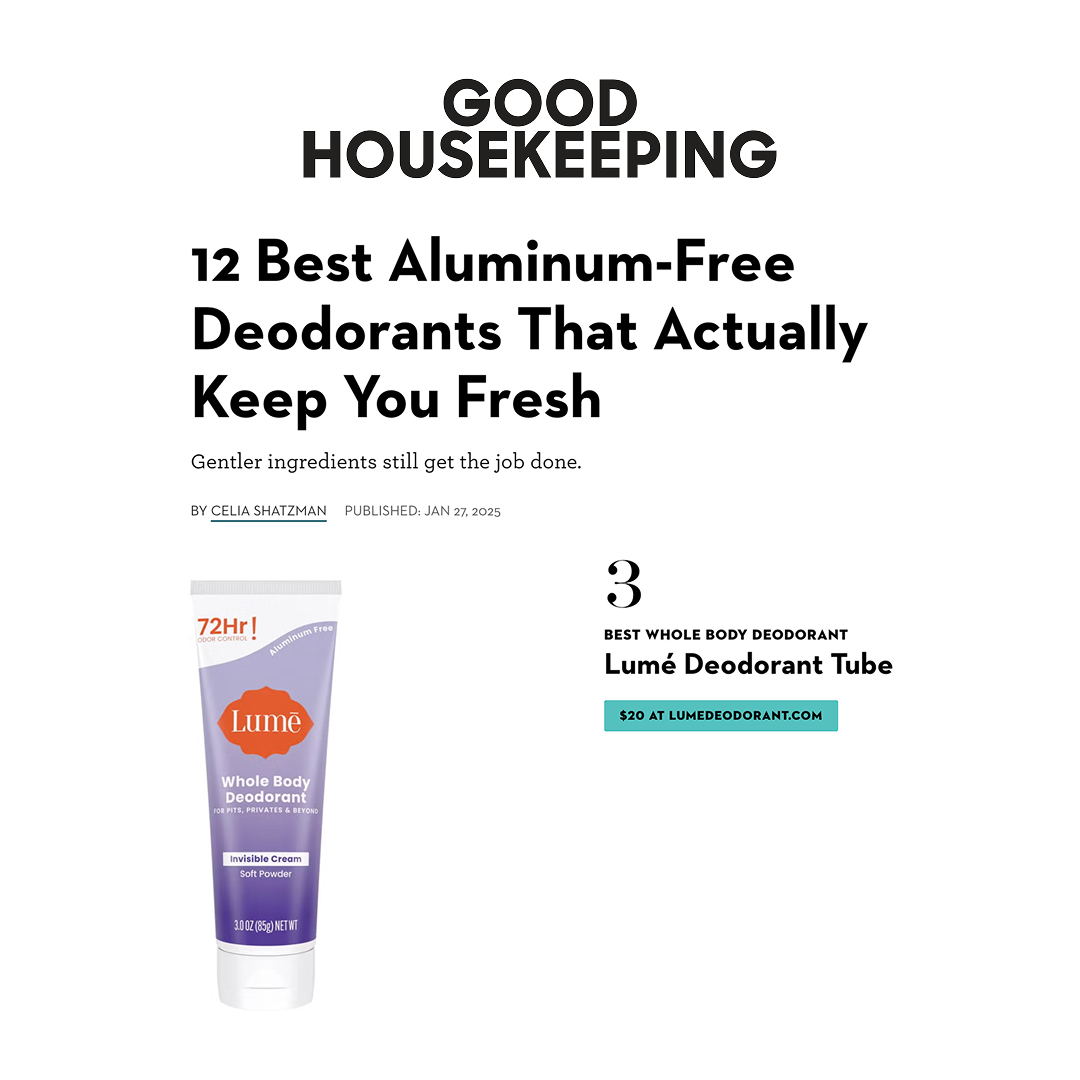 GOOD
HOUSEKEEPING
12 Best Aluminum-Free
Deodorants That Actually
Keep You Fresh
Gentler ingredients still get the job done.
BY CELIA SHATZMAN PUBLISHED: JAN 27, 2025
72Hr!
ODOR CONTROL
Aluminum Free
Lumē
Whole Body
Deodorant
FOR PITS, PRIVATES & BEYOND
Invisible Cream
Soft Powder
3.0 OZ (85g) NET WT
3
BEST WHOLE BODY DEODORANT
Lumé Deodorant Tube
$20 AT LUMEDEODORANT.COM